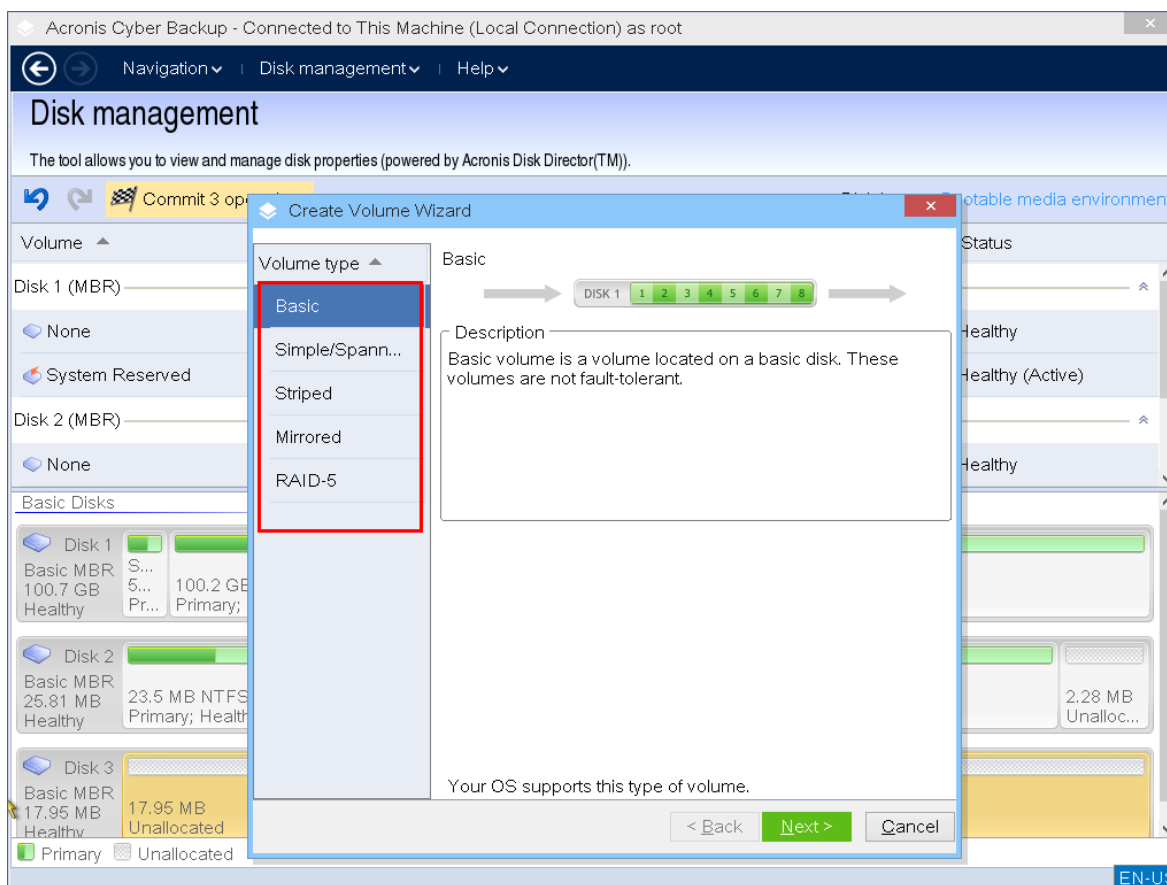 Acronis Cyber Backup - Connected to This Machine (Local Connection) as root
Navigation | Disk management | Help
Disk management
The tool allows you to view and manage disk properties (powered by Acronis Disk Director(TM)).
Commit 3 otable media environmen
Volume Status
Disk 1 (MBR)
None Healthy
System Reserved Healthy (Active)
Disk 2 (MBR)
None Healthy
Basic Disks
Disk 1
Basic MBR
100.7 GB
Healthy
S...
5...
Pr...
100.2 GB
Primary;
Disk 2
Basic MBR
25.81 MB
Healthy
23.5 MB NTFS
Primary; Health
2.28 MB
Unalloc...
Disk 3
Basic MBR
17.95 MB
Healthy
17.95 MB
Unallocated
Primary Unallocated
EN-US
Create Volume Wizard
Volume type
Basic
Simple/Spann...
Striped
Mirrored
RAID-5
Basic
DISK 1 1 2 3 4 5 6 7 8
Description
Basic volume is a volume located on a basic disk. These
volumes are not fault-tolerant.
Your OS supports this type of volume.
< Back Next > Cancel